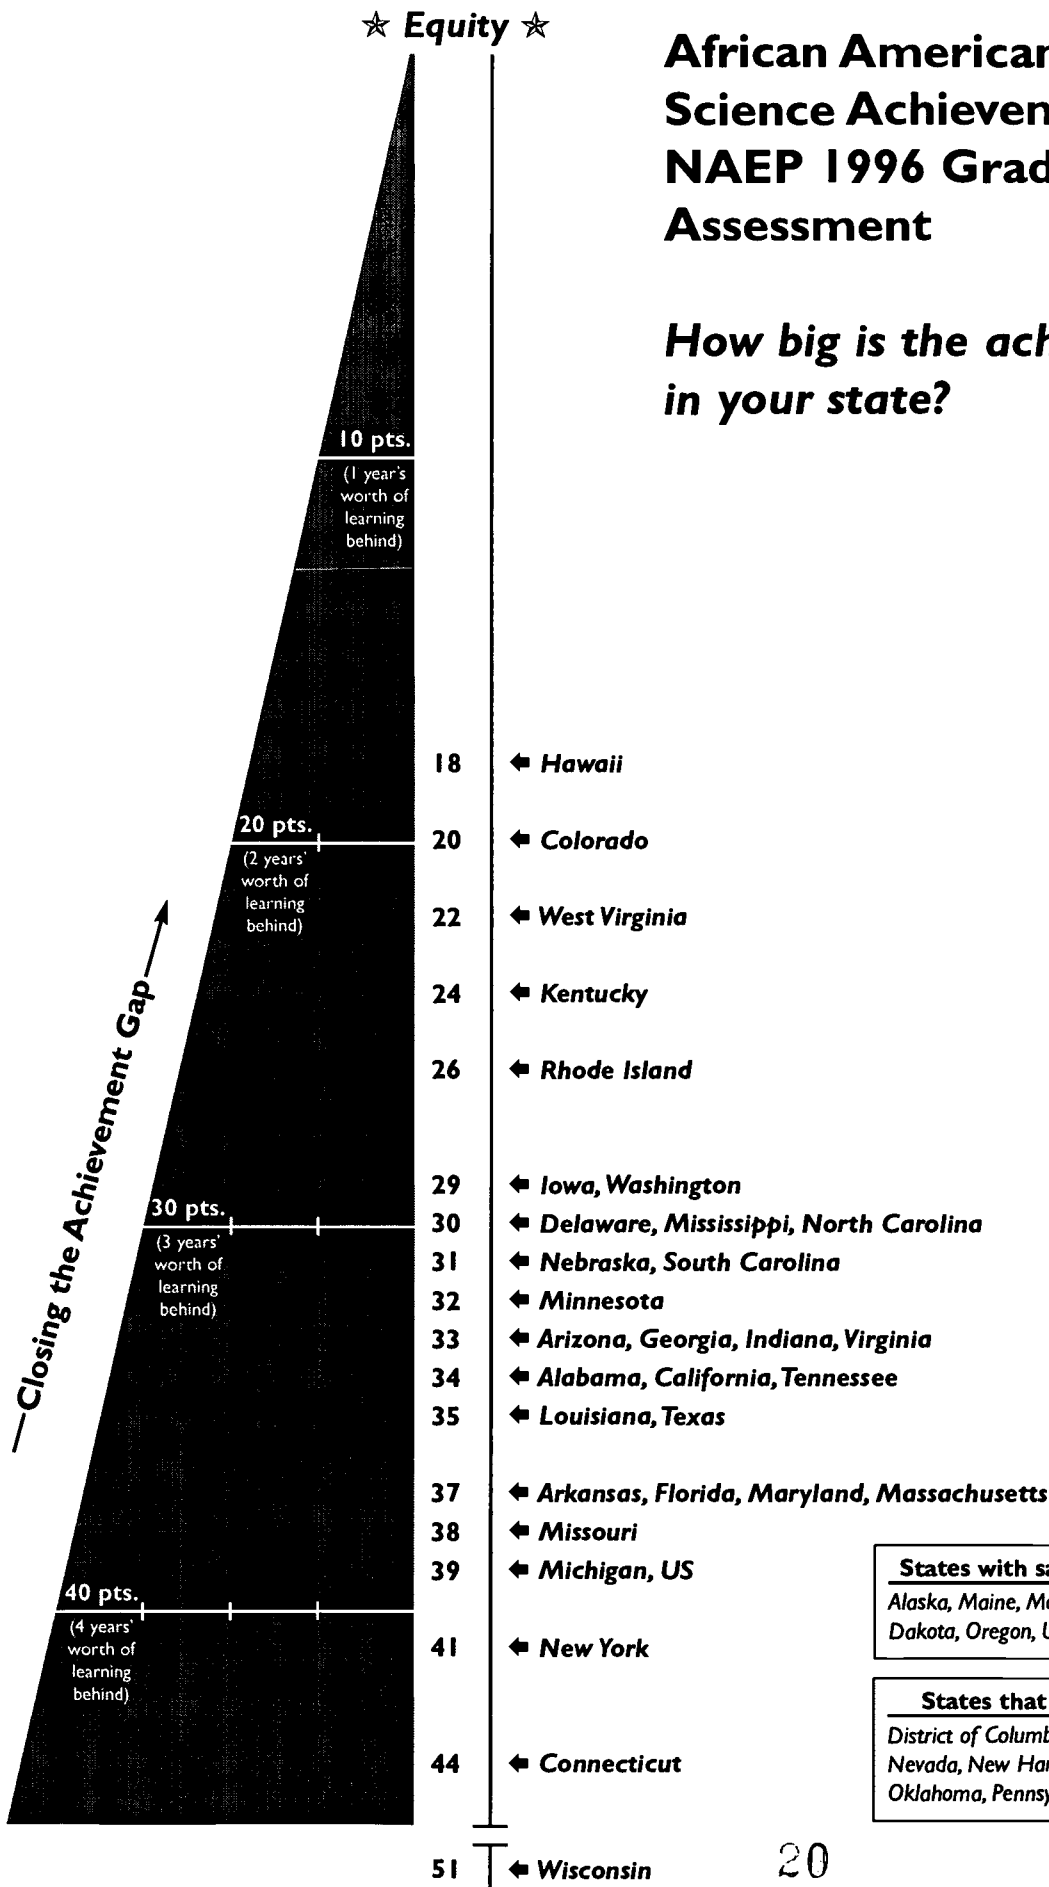 ☆ Equity ☆
African American
Science Achieve
NAEP 1996 Grad
Assessment
How big is the ach
in your state?
10 pts.
(1 year's
worth of
learning
behind)
20 pts.
(2 years'
worth of
learning
behind)
30 pts.
(3 years'
worth of
learning
behind)
40 pts.
(4 years'
worth of
learning
behind)
Closing the Achievement Gap
18 Hawaii
20 Colorado
22 West Virginia
24 Kentucky
26 Rhode Island
29 Iowa, Washington
30 Delaware, Mississippi, North Carolina
31 Nebraska, South Carolina
32 Minnesota
33 Arizona, Georgia, Indiana, Virginia
34 Alabama, California, Tennessee
35 Louisiana, Texas
37 Arkansas, Florida, Maryland, Massachusetts
38 Missouri
39 Michigan, US
41 New York
44 Connecticut
51 Wisconsin
States with sa
Alaska, Maine, Mo
Dakota, Oregon, U
States that
District of Columb
Nevada, New Har
Oklahoma, Pennsy
20